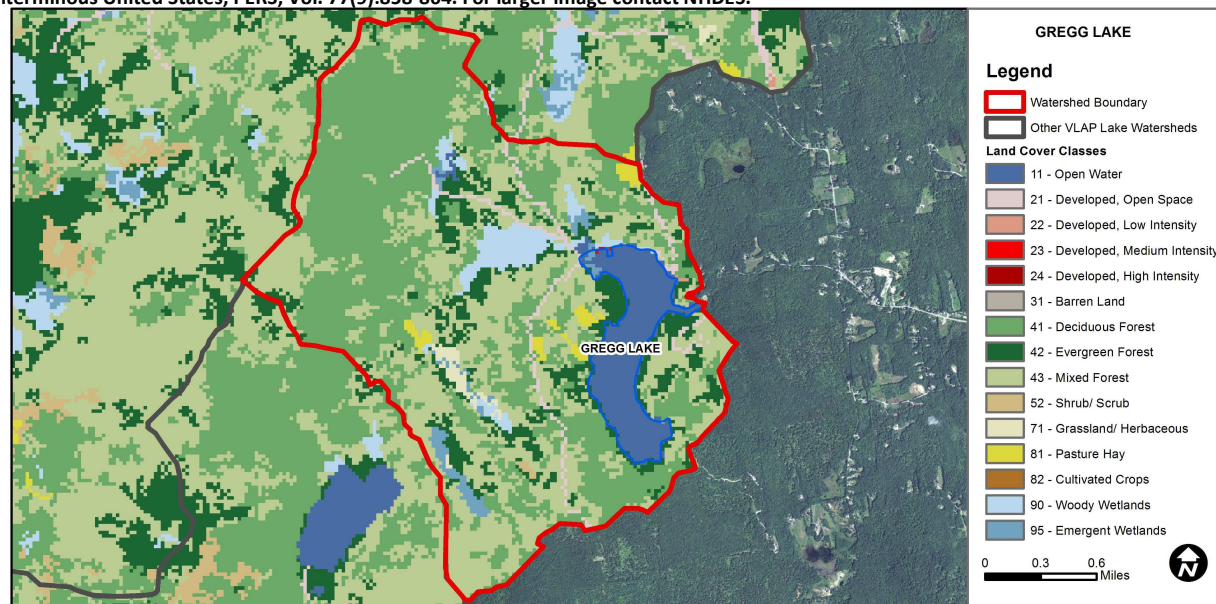 GREGG LAKE
Legend
Watershed Boundary
Other VLAP Lake Watersheds
Land Cover Classes
11 - Open Water
21 - Developed, Open Space
22 - Developed, Low Intensity
23 - Developed, Medium Intensity
24 - Developed, High Intensity
31 - Barren Land
41 - Deciduous Forest
42 - Evergreen Forest
43 - Mixed Forest
52 - Shrub/ Scrub
71 - Grassland/ Herbaceous
81 - Pasture Hay
82 - Cultivated Crops
90 - Woody Wetlands
95 - Emergent Wetlands
0 0.3 0.6
Miles
N
GREGG LAKE